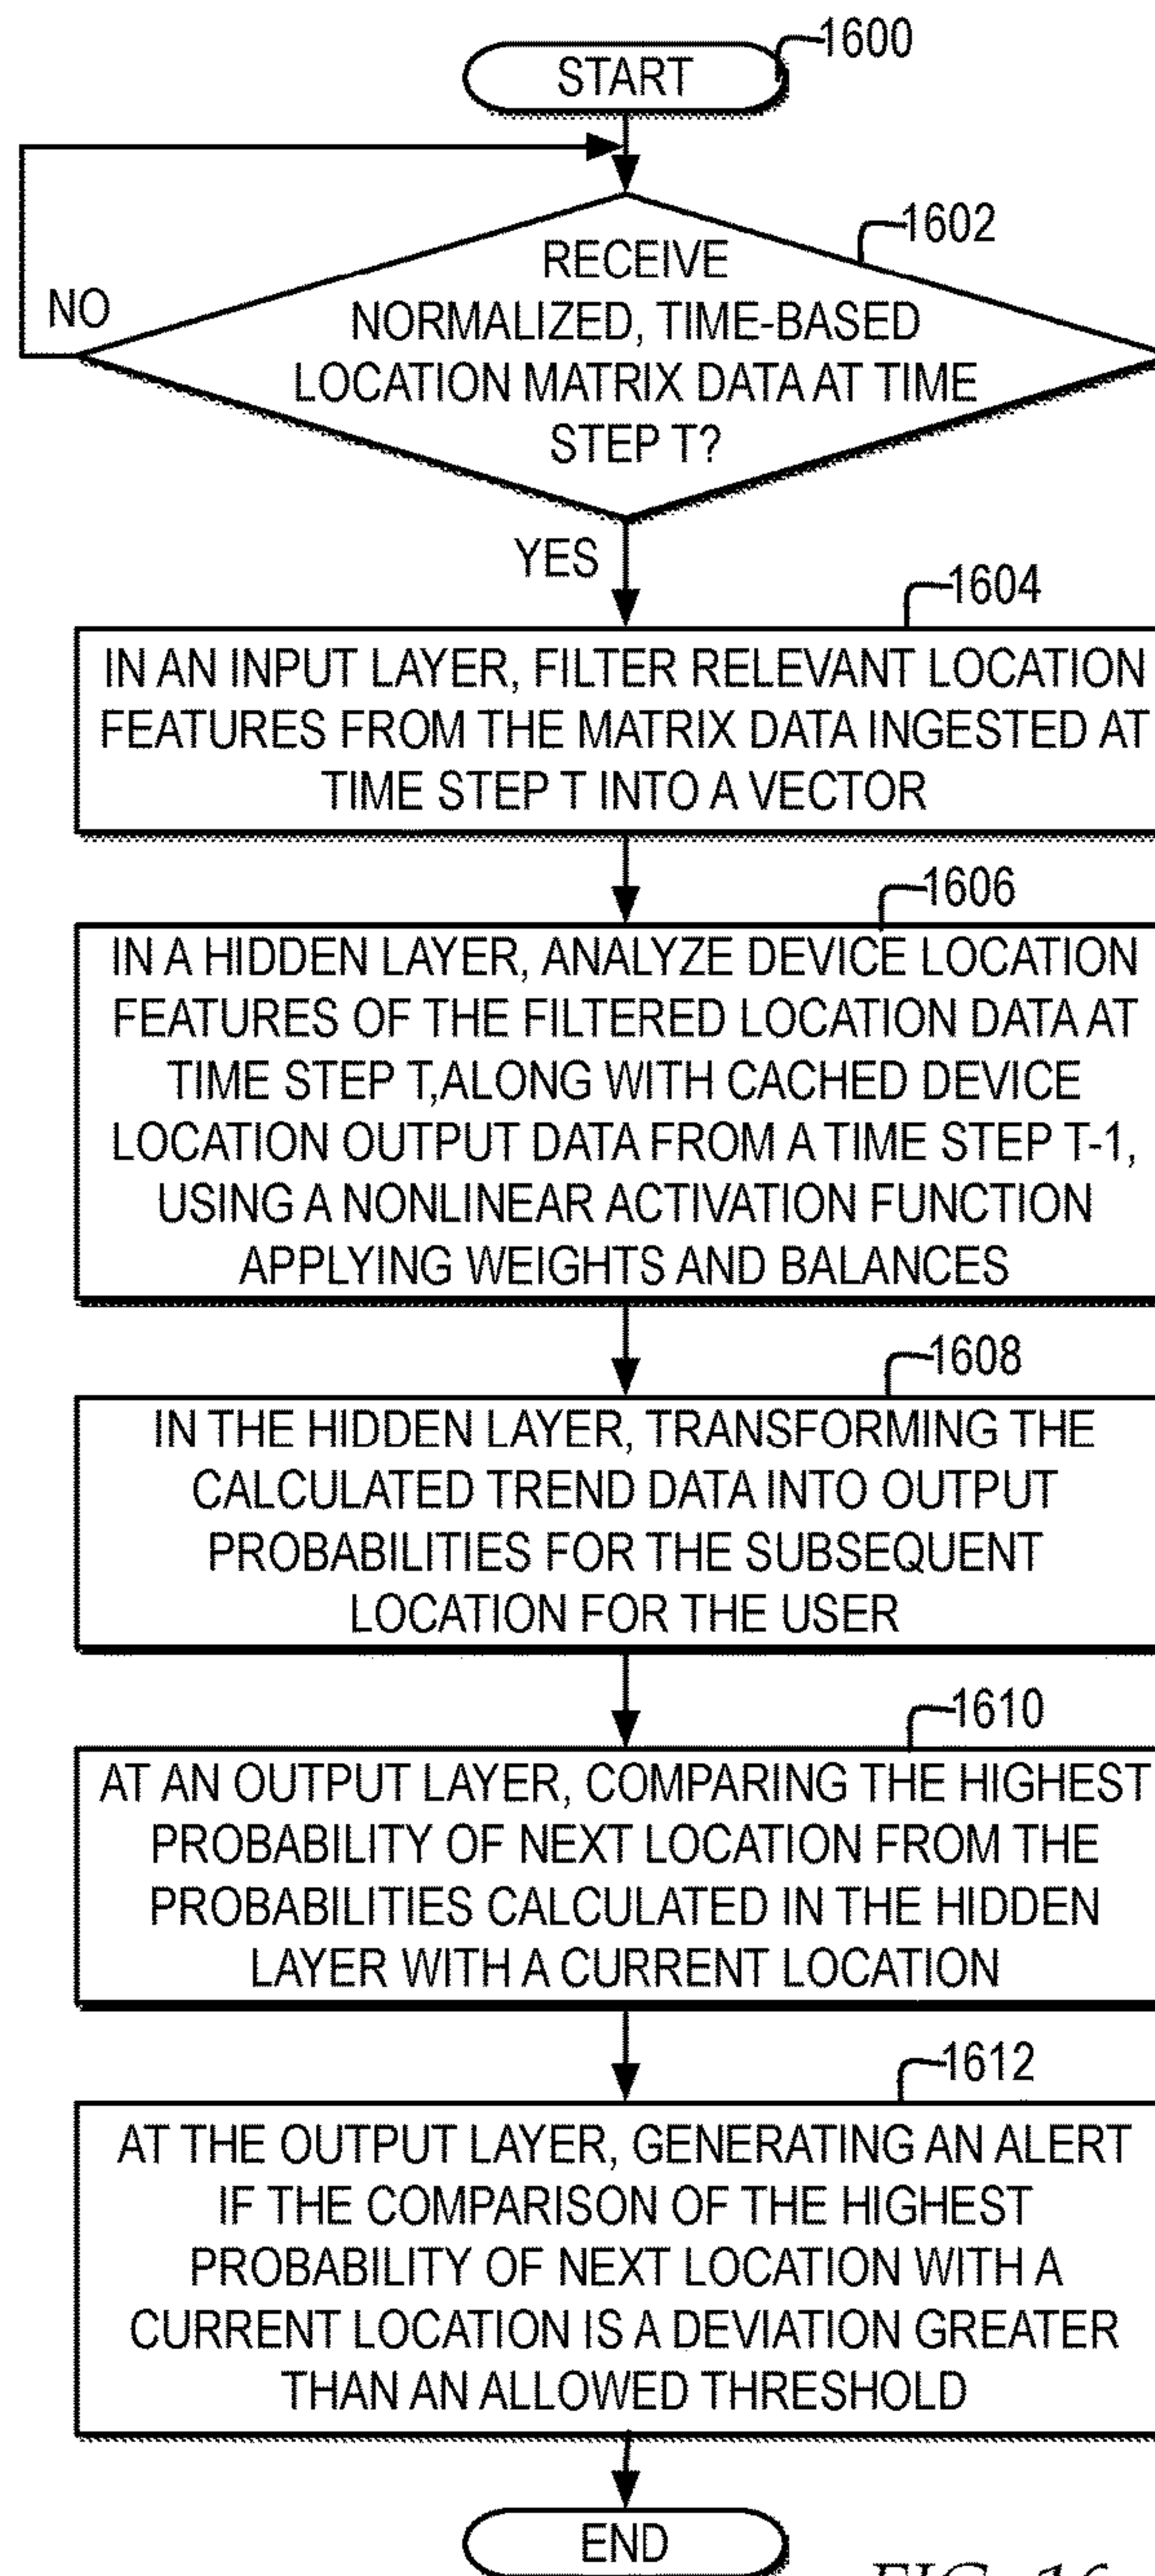 START
1600
1602
RECEIVE
NORMALIZED, TIME-BASED
LOCATION MATRIX DATA AT TIME
STEP T?
NO
YES
1604
IN AN INPUT LAYER, FILTER RELEVANT LOCATION
FEATURES FROM THE MATRIX DATA INGESTED AT
TIME STEP T INTO A VECTOR
1606
IN A HIDDEN LAYER, ANALYZE DEVICE LOCATION
FEATURES OF THE FILTERED LOCATION DATA AT
TIME STEP T,ALONG WITH CACHED DEVICE
LOCATION OUTPUT DATA FROM A TIME STEP T-1,
USING A NONLINEAR ACTIVATION FUNCTION
APPLYING WEIGHTS AND BALANCES
1608
IN THE HIDDEN LAYER, TRANSFORMING THE
CALCULATED TREND DATA INTO OUTPUT
PROBABILITIES FOR THE SUBSEQUENT
LOCATION FOR THE USER
1610
AT AN OUTPUT LAYER, COMPARING THE HIGHEST
PROBABILITY OF NEXT LOCATION FROM THE
PROBABILITIES CALCULATED IN THE HIDDEN
LAYER WITH A CURRENT LOCATION
1612
AT THE OUTPUT LAYER, GENERATING AN ALERT
IF THE COMPARISON OF THE HIGHEST
PROBABILITY OF NEXT LOCATION WITH A
CURRENT LOCATION IS A DEVIATION GREATER
THAN AN ALLOWED THRESHOLD
END
FIG. 16